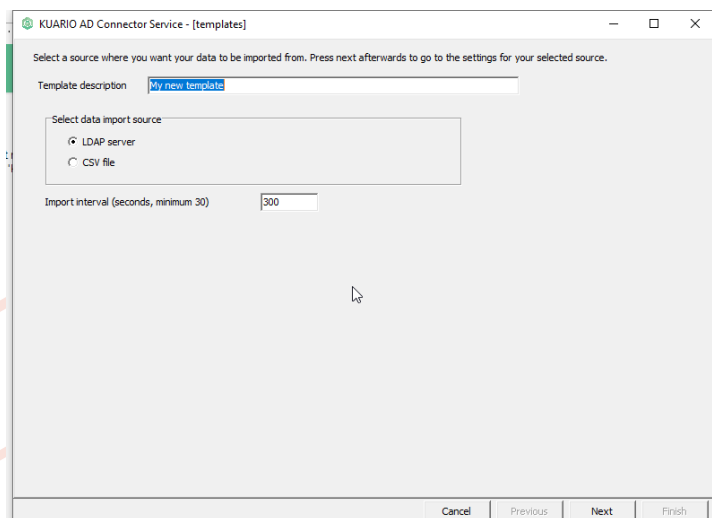 KUARIO AD Connector Service - [templates]
Select a source where you want your data to be imported from. Press next afterwards to go to the settings for your selected source.
Template description My new template
Select data import source
LDAP server
CSV file
Import interval (seconds, minimum 30) 300
Cancel Previous Next Finish